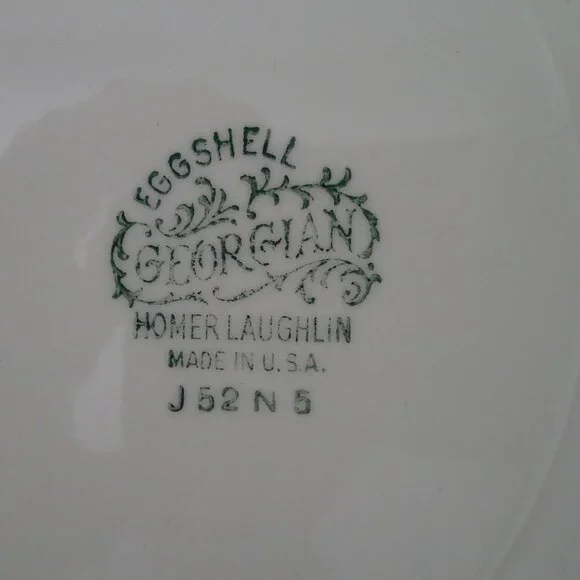 EGGSHELL
GEORGIAN
HOMER LAUGHLIN
MADE IN U.S.A.
J 52 N 5